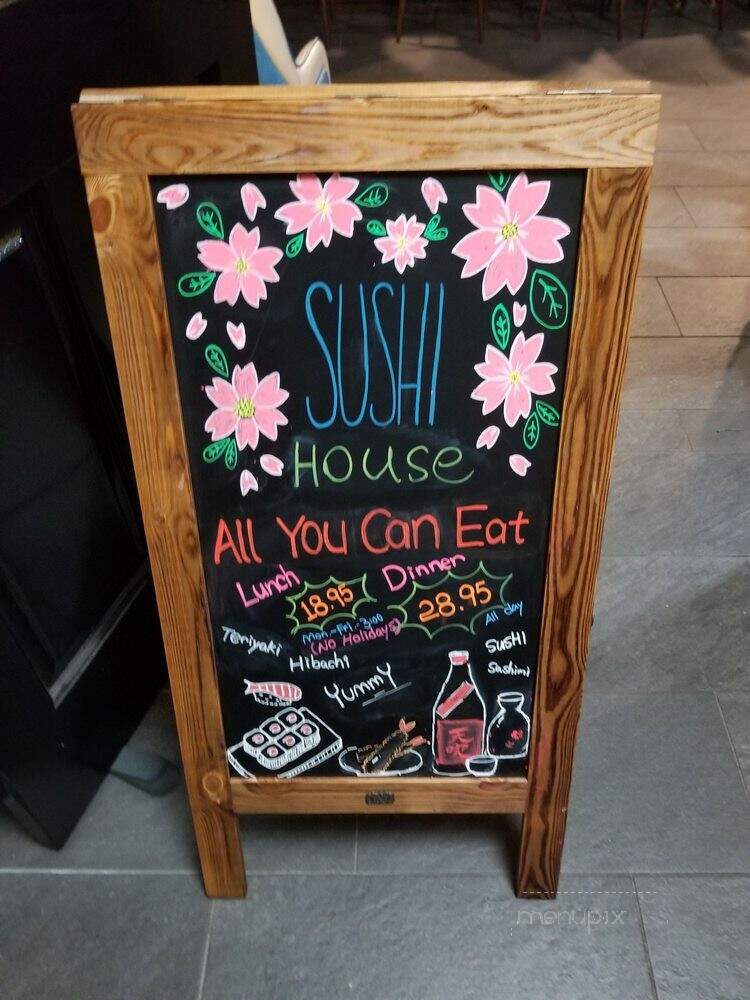 SUSHI
House
All You Can Eat
Lunch Dinner
18.95 28.95
Mon-Fri-3:00 All day
(No Holidays)
Teriyaki SUSHI
Hibachi Sashimi
Yummy
menupix